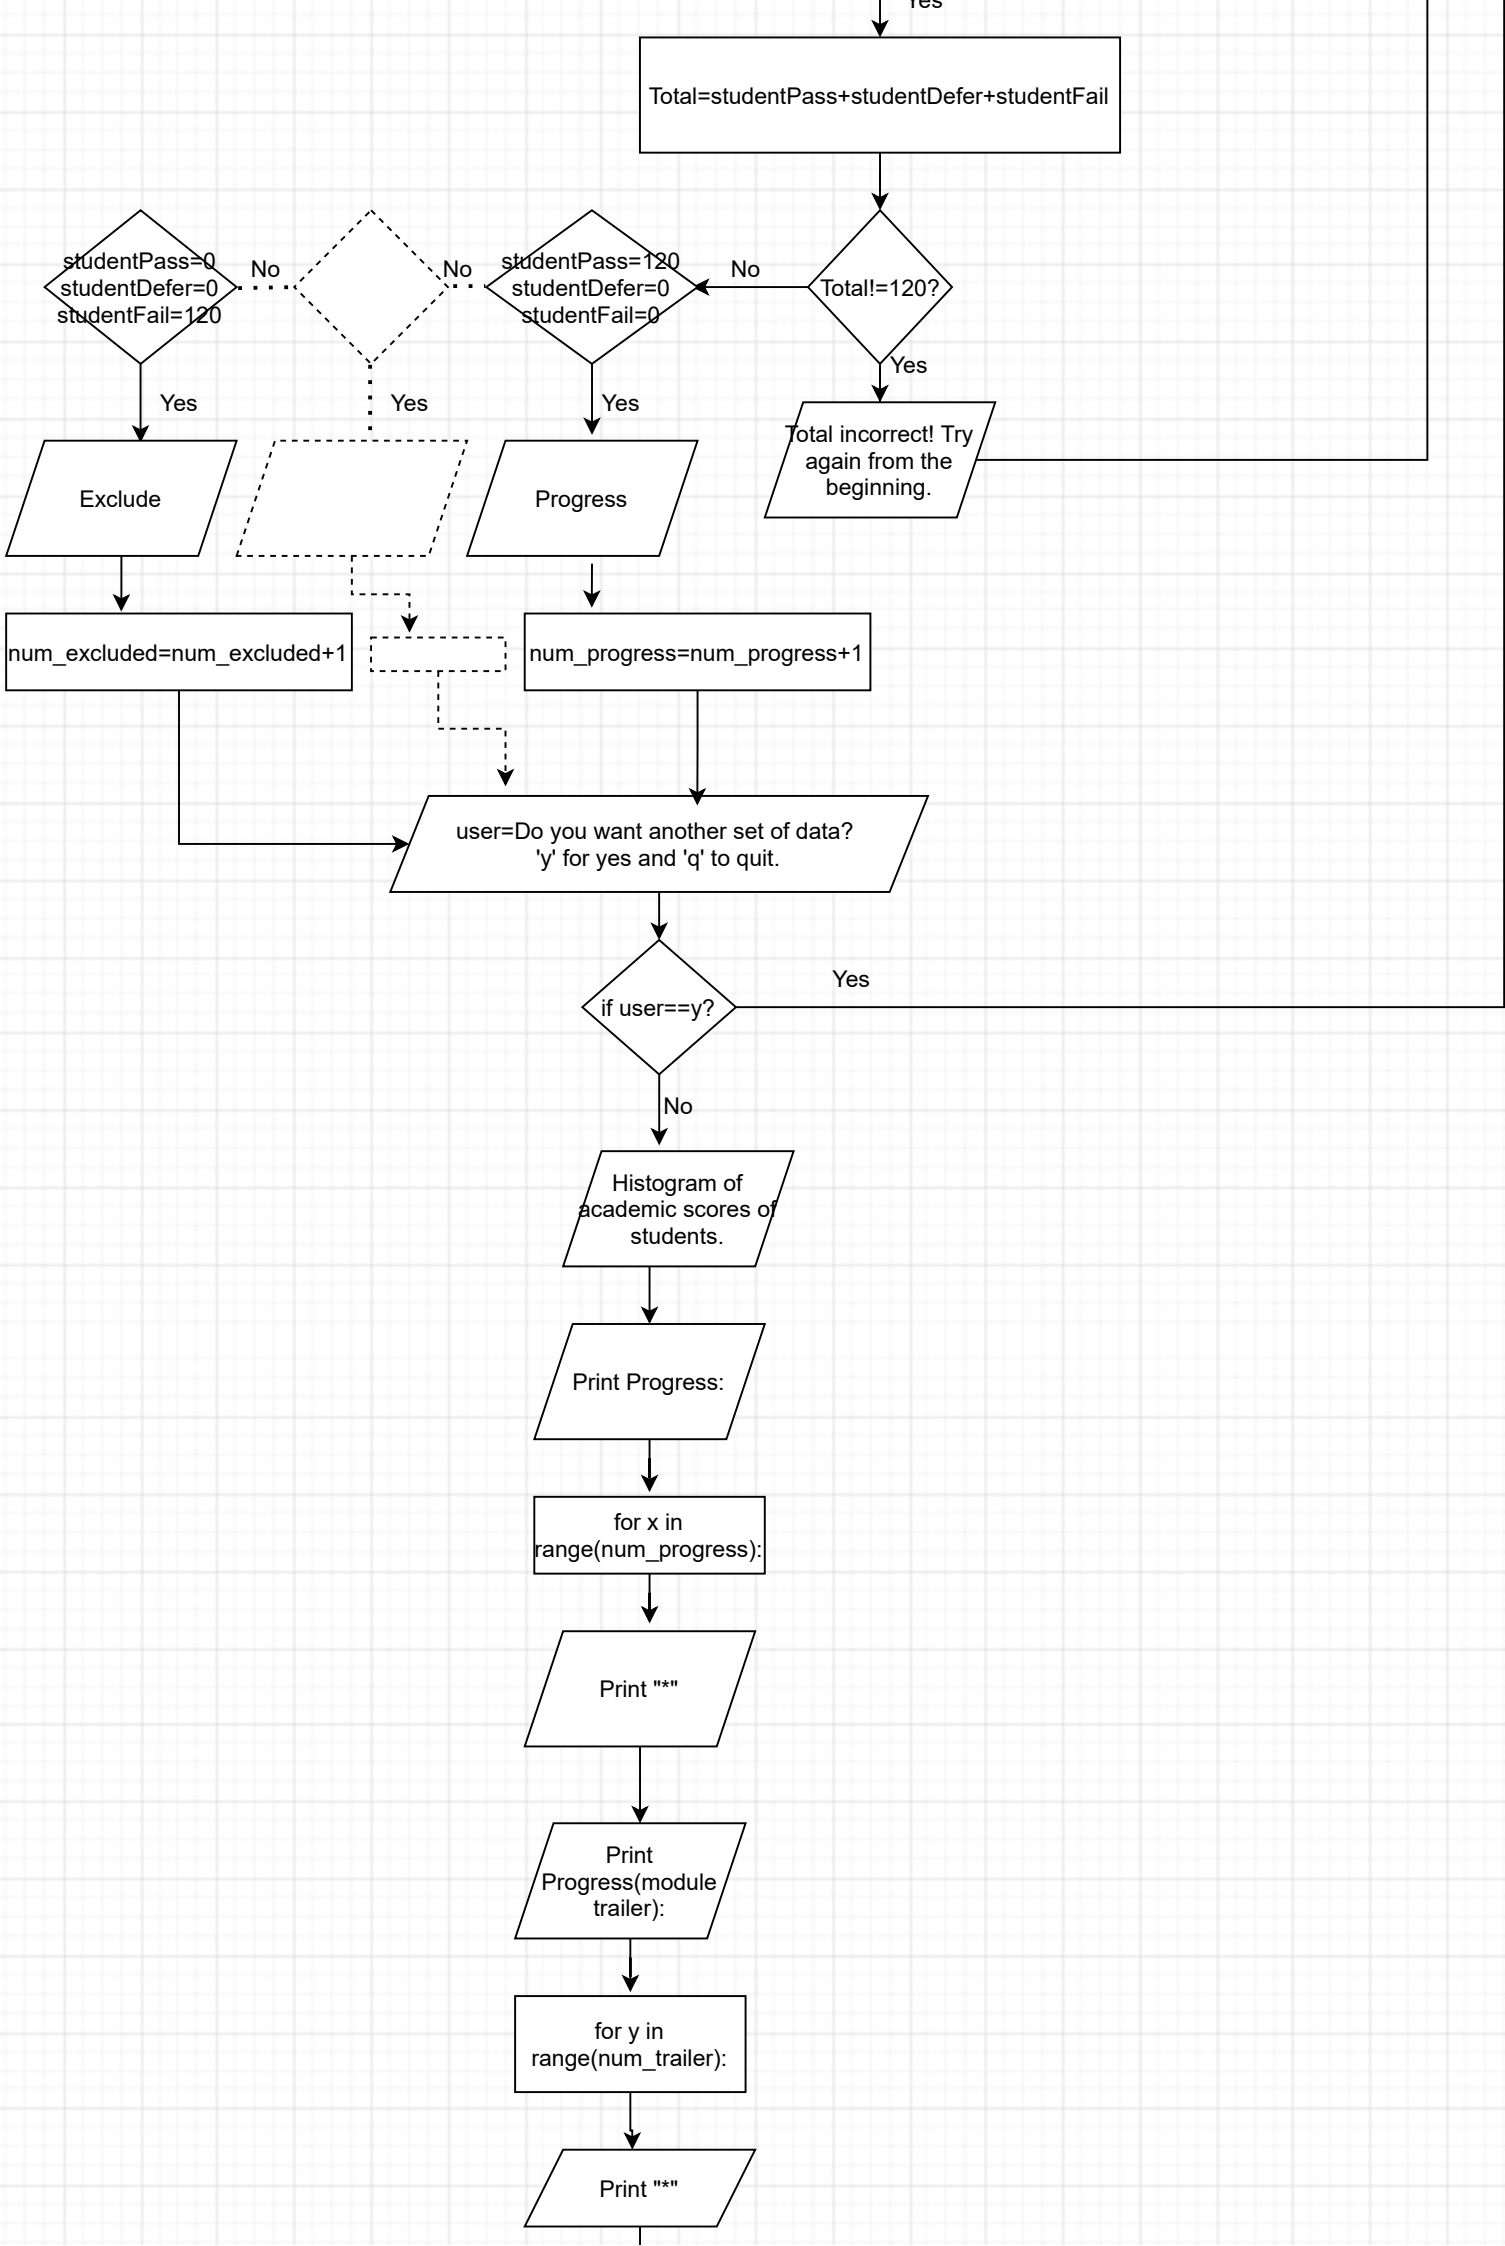 Yes
Total=studentPass+studentDefer+studentFail
studentPass=0
studentDefer=0
studentFail=120
No
No
studentPass=120
studentDefer=0
studentFail=0
No
Total!=120?
Yes
Yes
Yes
Yes
Total incorrect! Try
again from the
beginning.
Exclude
Progress
num_excluded=num_excluded+1
num_progress=num_progress+1
user=Do you want another set of data?
'y' for yes and 'q' to quit.
Yes
if user==y?
No
Histogram of
academic scores of
students.
Print Progress:
for x in
range(num_progress):
Print "*"
Print
Progress(module
trailer):
for y in
range(num_trailer):
Print "*"